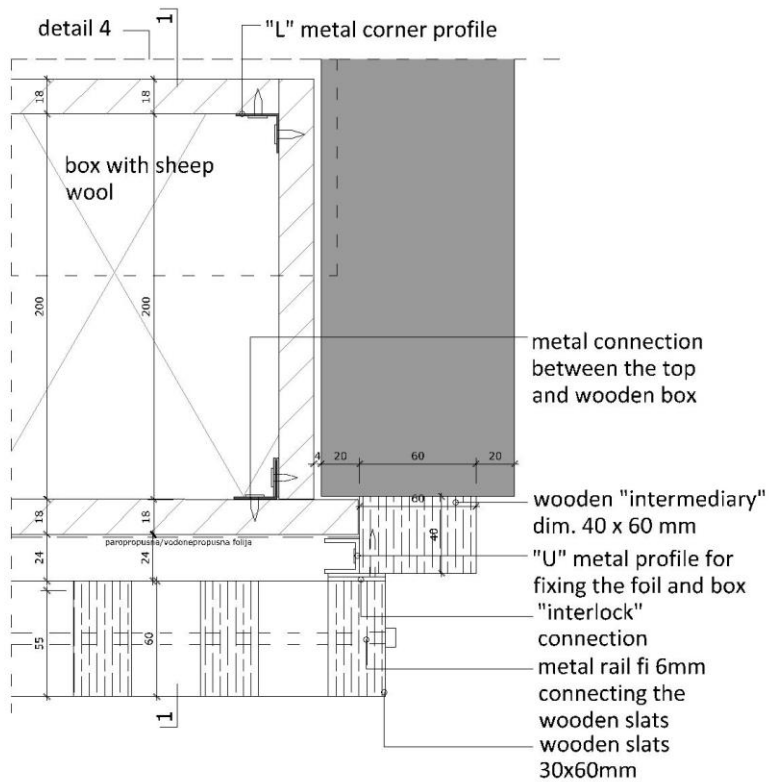 detail 4
1
"L" metal corner profile
18
18
box with sheep
wool
200
200
metal connection
between the top
and wooden box
4
20
60
20
60
40
wooden "intermediary"
dim. 40 x 60 mm
18
18
paropropusna/vodonepropusna folija
24
24
"U" metal profile for
fixing the foil and box
"interlock"
connection
55
60
metal rail fi 6mm
connecting the
wooden slats
1
wooden slats
30x60mm